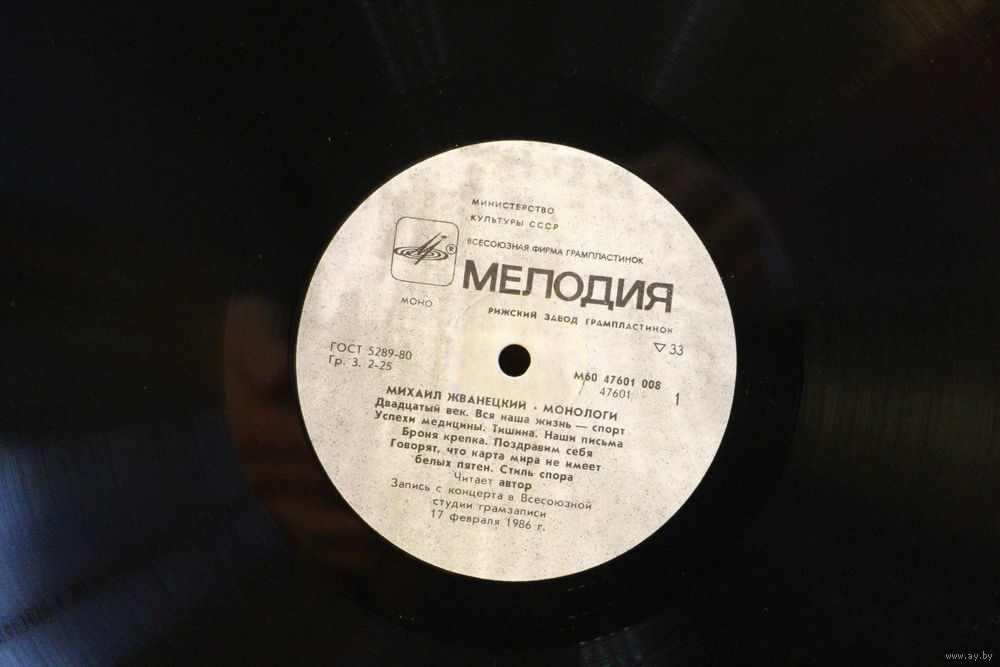 МИНИСТЕРСТВО
КУЛЬТУРЫ СССР
ВСЕСОЮЗНАЯ ФИРМА ГРАМПЛАСТИНОК
®
МЕЛОДИЯ
МОНО
РИЖСКИЙ ЗАВОД ГРАМПЛАСТИНОК
▽ 33
ГОСТ 5289-80
Гр. 3. 2-25
М60 47601 008
47601
1
МИХАИЛ ЖВАНЕЦКИЙ · МОНОЛОГИ
Двадцатый век. Вся наша жизнь — спорт
Успехи медицины. Тишина. Наши письма
Броня крепка. Поздравим себя
Говорят, что карта мира не имеет
белых пятен. Стиль спора
Читает автор
Запись с концерта в Всесоюзной
студии грамзаписи
17 февраля 1986 г.
www.ay.by